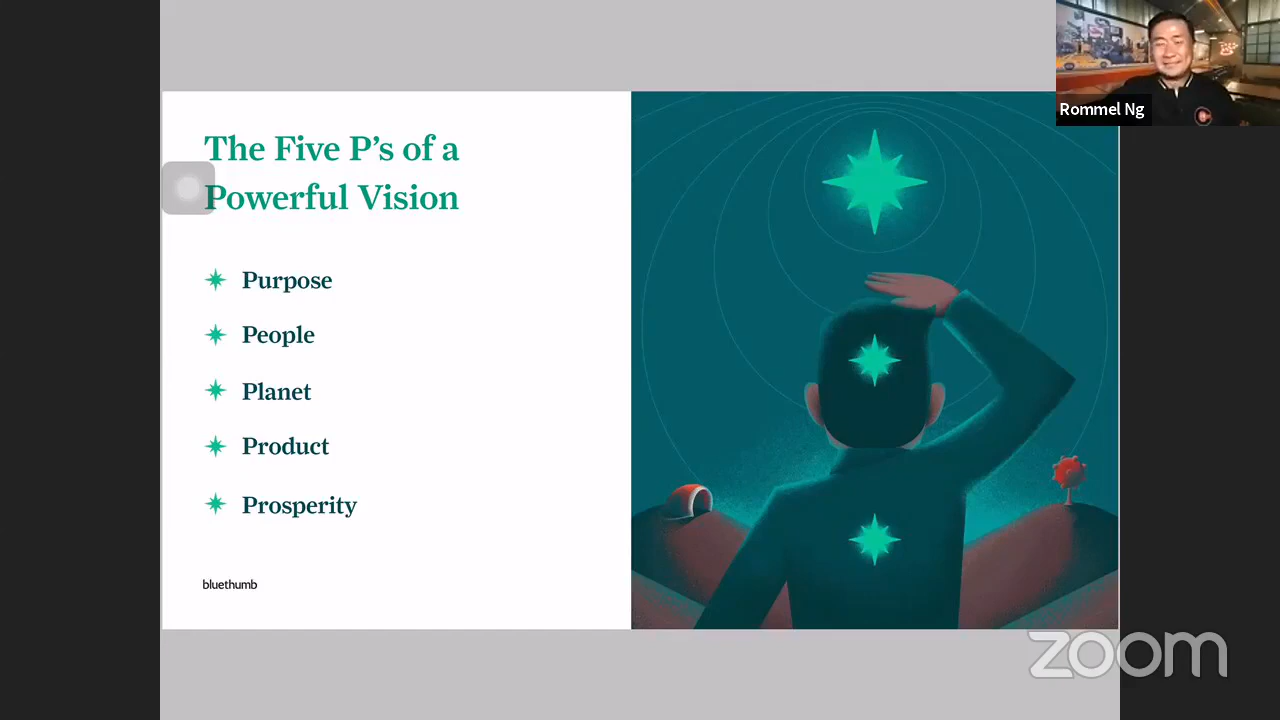 The Five P's of a
Powerful Vision
Purpose
People
Planet
Product
Prosperity
bluethumb
Rommel Ng
zoom